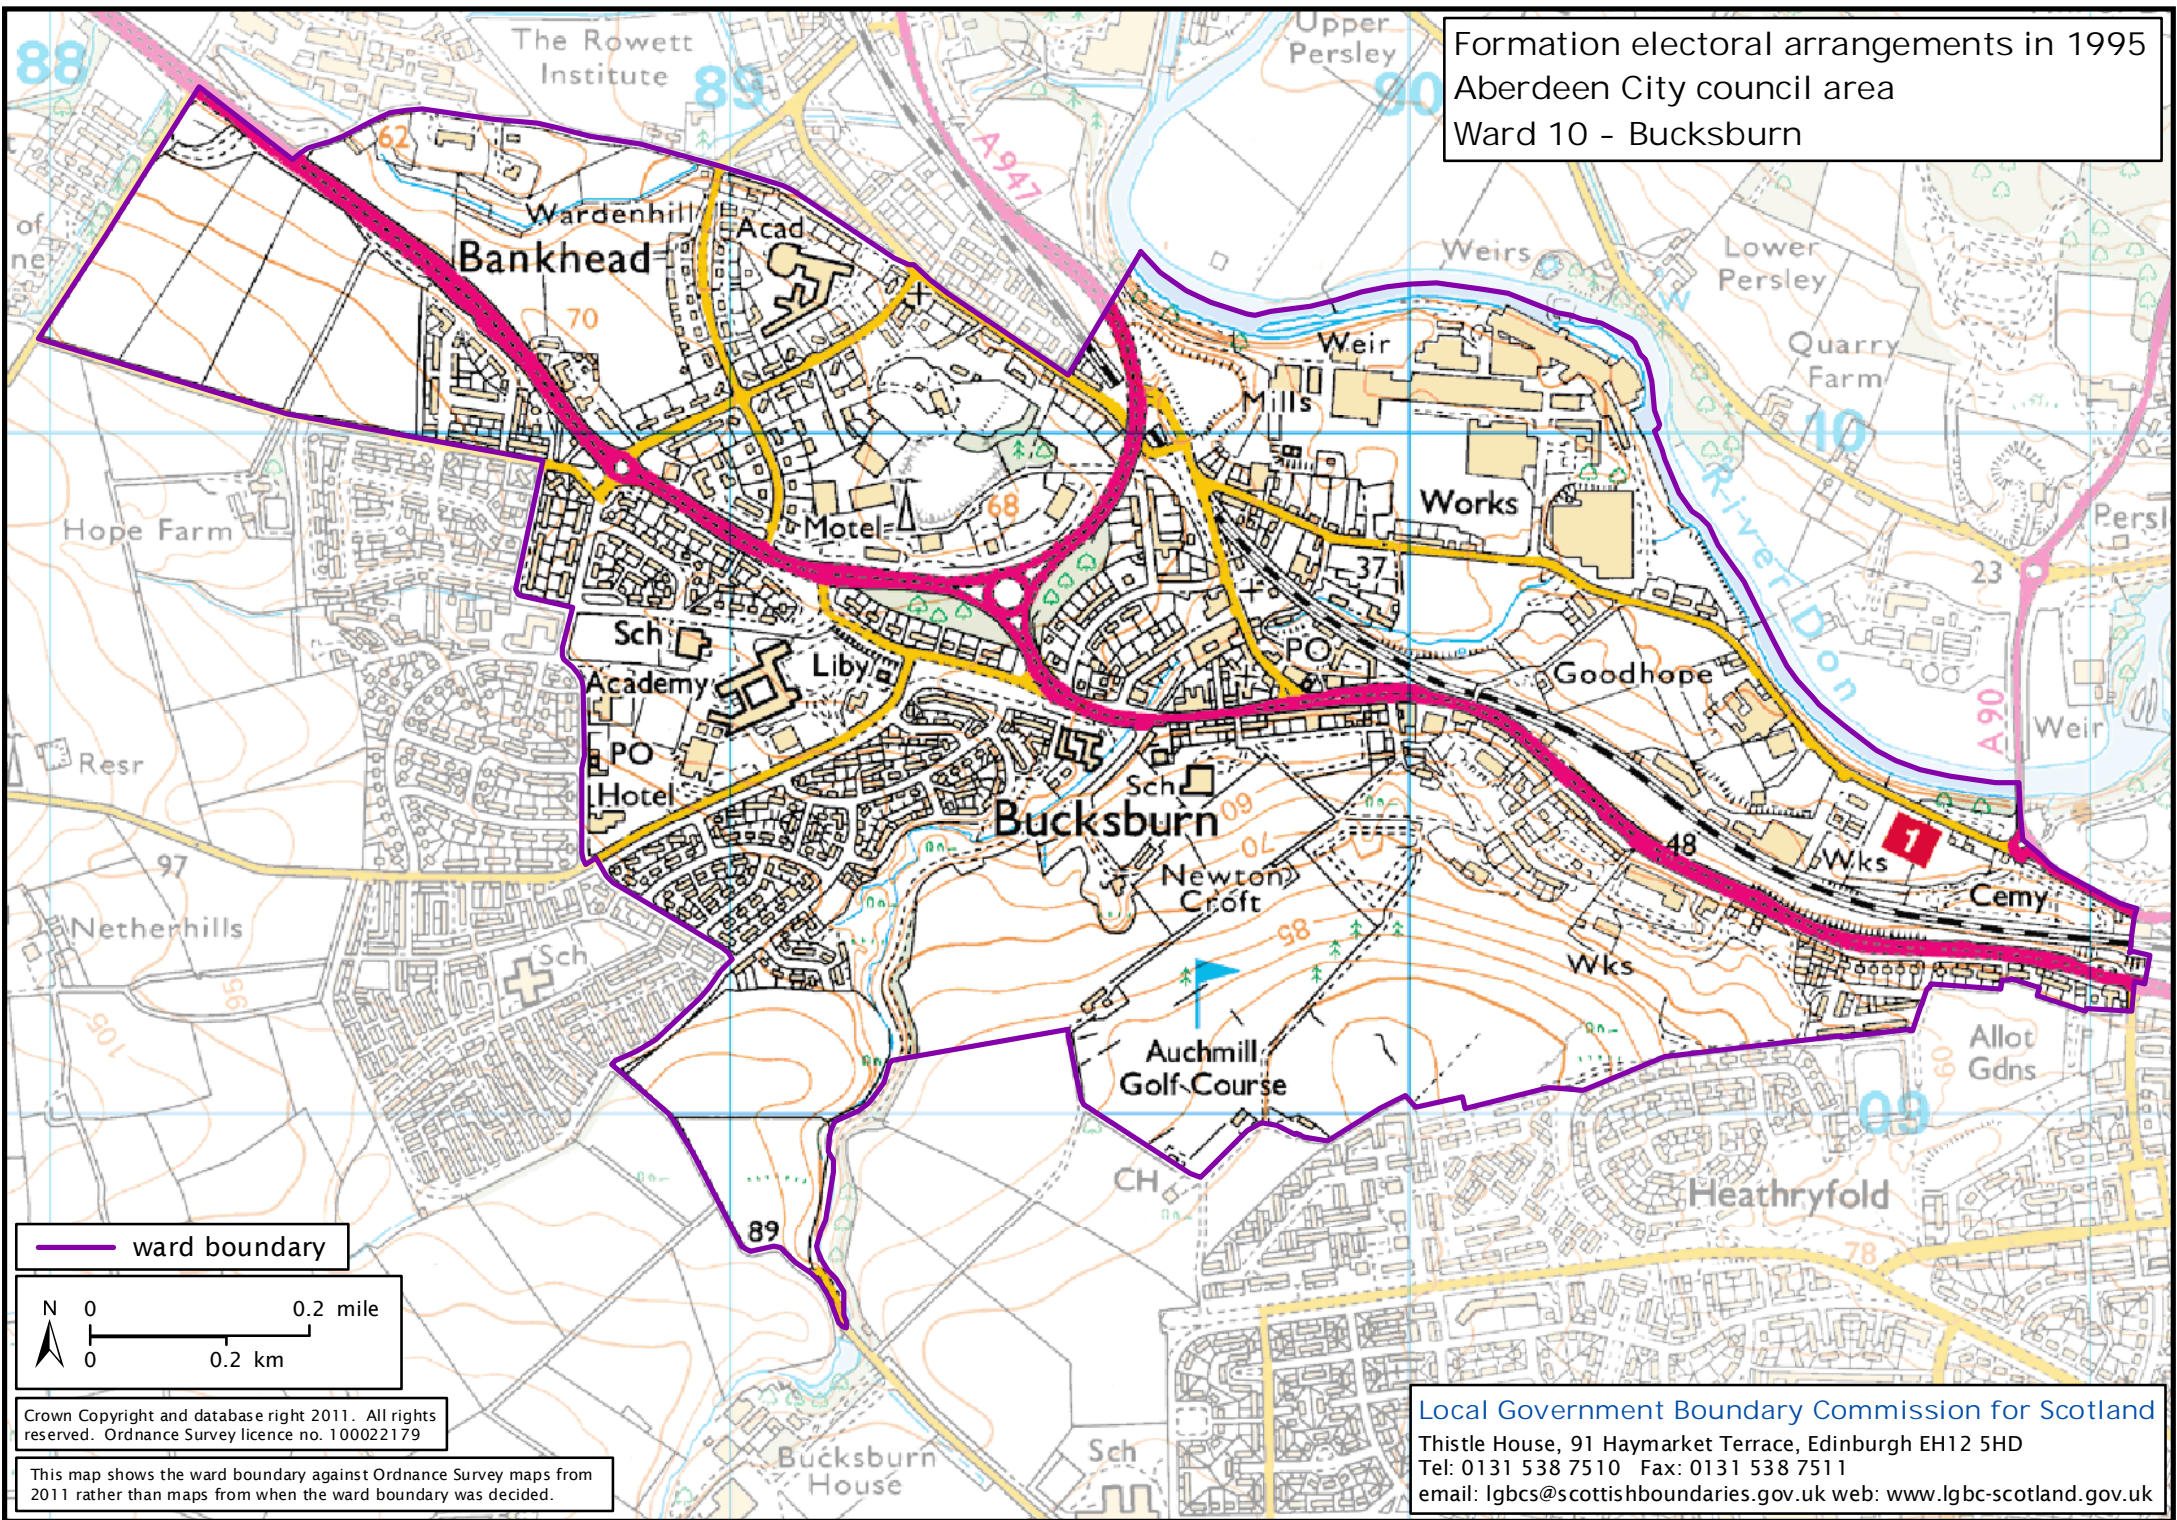 Formation electoral arrangements in 1995
Aberdeen City council area
Ward 10 - Bucksburn
88
The Rowett
Institute
89
Upper
Persley
90
A947
62
Wardenhill
Acad
Bankhead
70
Weirs
Lower
Persley
Weir
Mills
Quarry
Farm
10
Hope Farm
Motel
68
Works
River Don
Persl
23
37
Sch
Academy
Liby
PO
Goodhope
A90
Weir
Resr
PO
Hotel
Sch
Bucksburn
60
70
48
Wks
1
97
Newton
Croft
Cemy
Netherhills
Sch
85
Wks
95
105
Auchmill
Golf Course
Allot
Gdns
60
09
CH
Heathryfold
89
78
ward boundary
N 0 0.2 mile
0 0.2 km
Crown Copyright and database right 2011. All rights
reserved. Ordnance Survey licence no. 100022179
This map shows the ward boundary against Ordnance Survey maps from
2011 rather than maps from when the ward boundary was decided.
Bucksburn
House
Sch
Local Government Boundary Commission for Scotland
Thistle House, 91 Haymarket Terrace, Edinburgh EH12 5HD
Tel: 0131 538 7510 Fax: 0131 538 7511
email: lgbcs@scottishboundaries.gov.uk web: www.lgbc-scotland.gov.uk